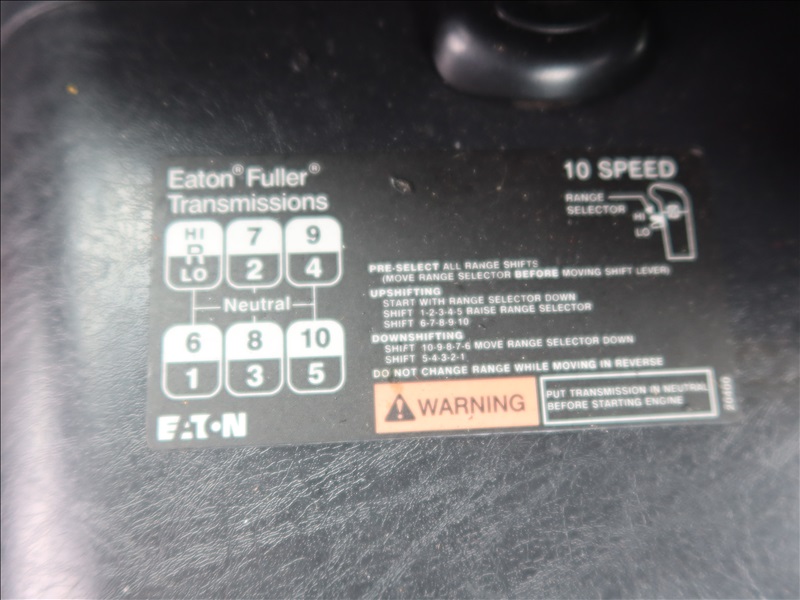 Eaton® Fuller®
Transmissions
HI 7 9
R
LO 2 4
Neutral
6 8 10
1 3 5
EATON
10 SPEED
RANGE
SELECTOR
HI
LO
PRE-SELECT ALL RANGE SHIFTS
(MOVE RANGE SELECTOR BEFORE MOVING SHIFT LEVER)
UPSHIFTING
START WITH RANGE SELECTOR DOWN
SHIFT 1-2-3-4-5 RAISE RANGE SELECTOR
SHIFT 6-7-8-9-10
DOWNSHIFTING
SHIFT 10-9-8-7-6 MOVE RANGE SELECTOR DOWN
SHIFT 5-4-3-2-1
DO NOT CHANGE RANGE WHILE MOVING IN REVERSE
WARNING
PUT TRANSMISSION IN NEUTRAL
BEFORE STARTING ENGINE